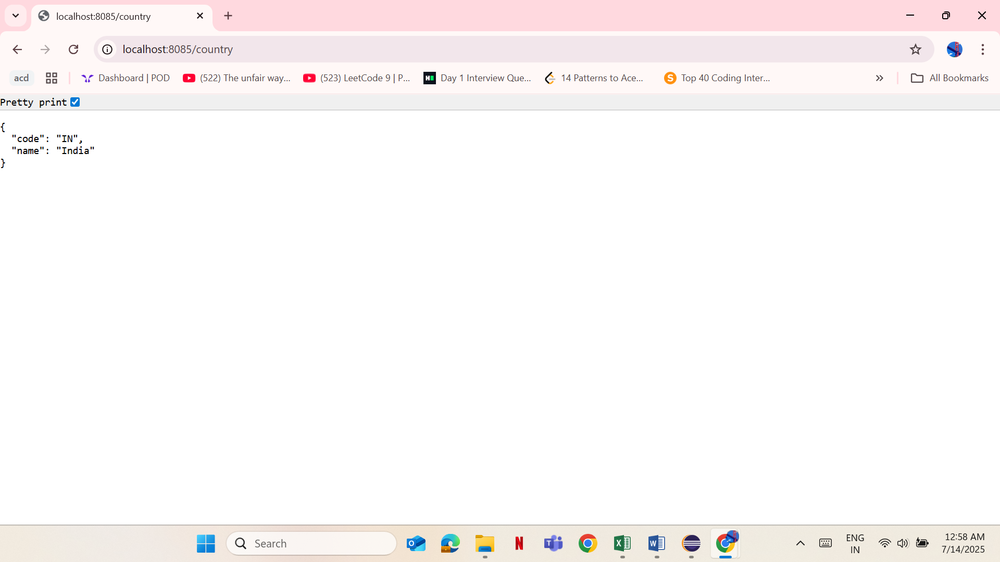 localhost:8085/country
localhost:8085/country
acd
Dashboard | POD
(522) The unfair way...
(523) LeetCode 9 | P...
Day 1 Interview Que...
14 Patterns to Ace...
Top 40 Coding Inter...
All Bookmarks
Pretty print
{
"code": "IN",
"name": "India"
}
Search
ENG
IN
12:58 AM
7/14/2025